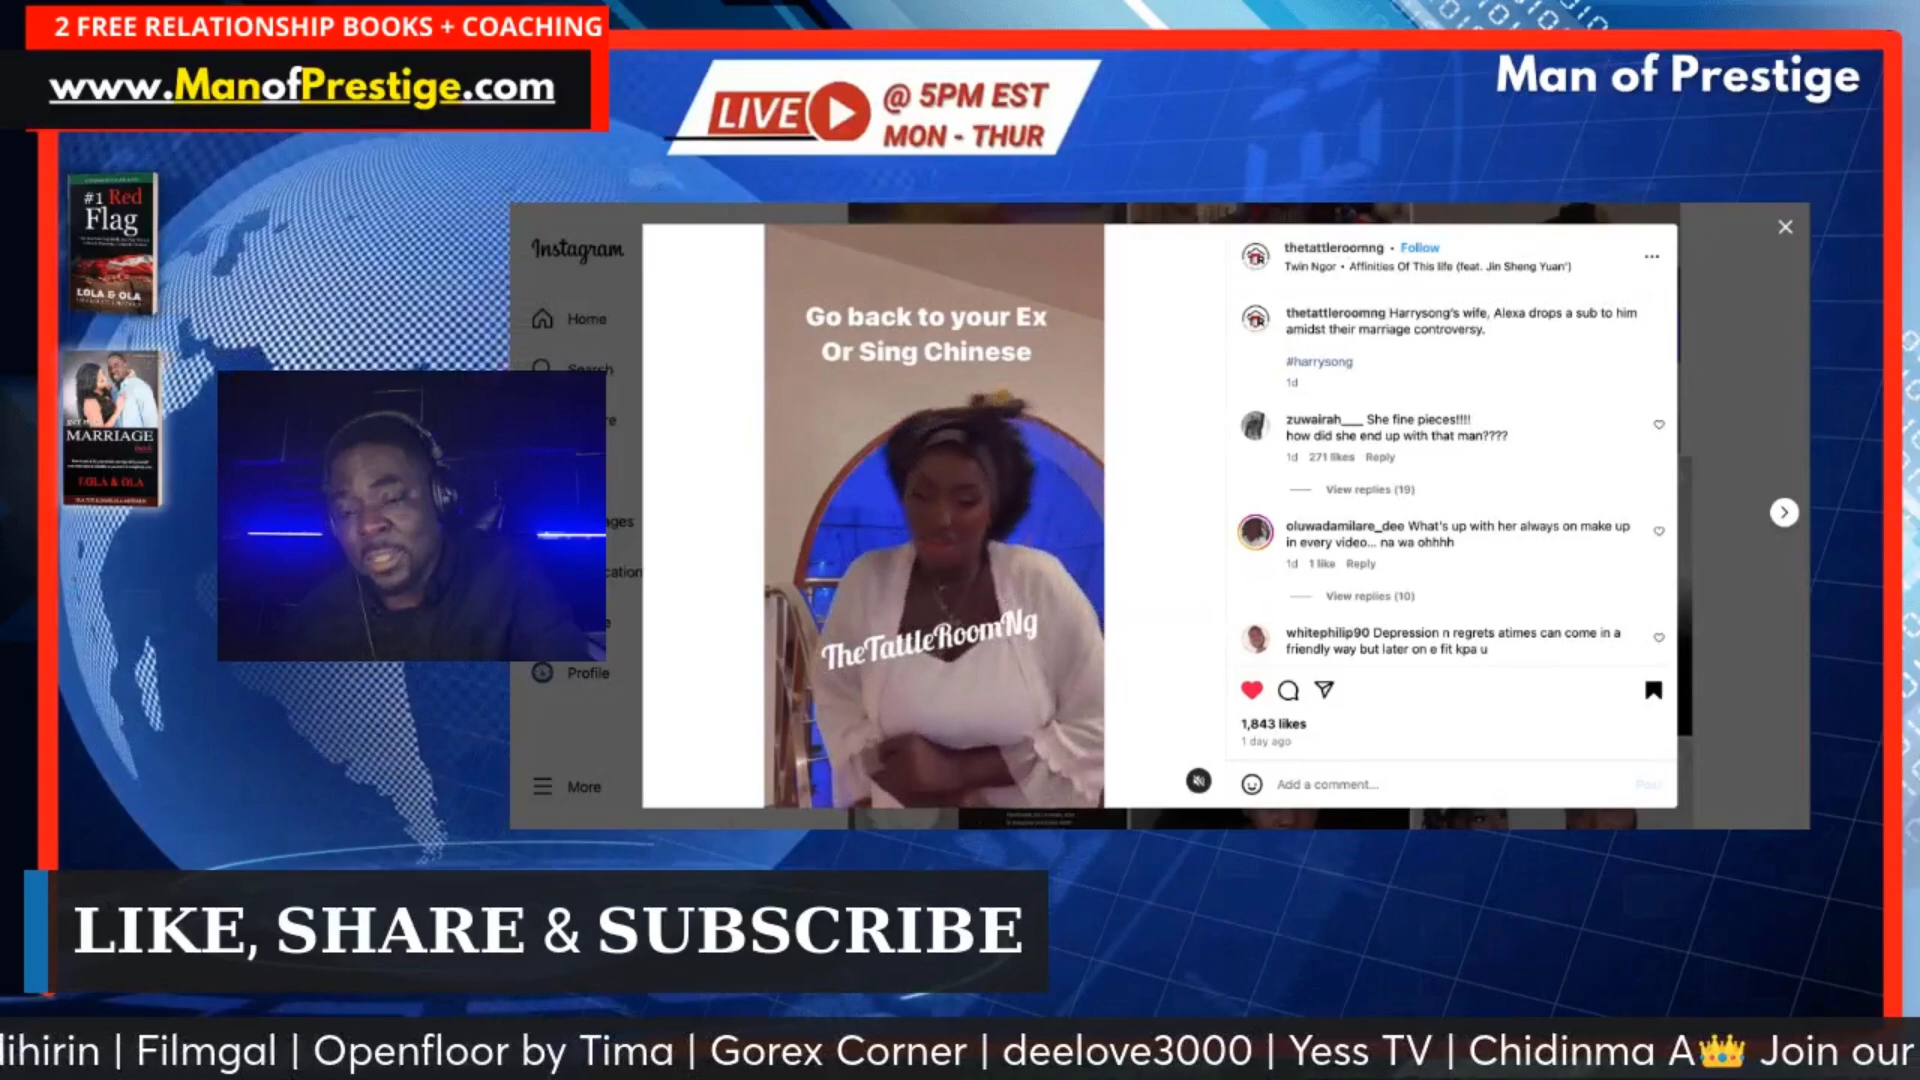 2 FREE RELATIONSHIP BOOKS + COACHING
www.ManofPrestige.com
LIVE @ 5PM EST
MON - THUR
Man of Prestige
#1 Red
Flag
LOLA & OLA
MARRIAGE
LOLA & OLA
Instagram
Home
Search
Profile
More
Go back to your Ex
Or Sing Chinese
TheTattleRoomNg
thetattleroomng • Follow
Twin Ngor • Affinities Of This life (feat. Jin Sheng Yuan')
thetattleroomng Harrysong's wife, Alexa drops a sub to him
amidst their marriage controversy.
#harrysong
1d
zuwairah___ She fine pieces!!!!
how did she end up with that man????
1d 271 likes Reply
View replies (19)
oluwadamilare_dee What's up with her always on make up
in every video... na wa ohhhh
1d 1 like Reply
View replies (10)
whitephilip90 Depression n regrets atimes can come in a
friendly way but later on e fit kpa u
1,843 likes
1 day ago
Add a comment...
Post
LIKE, SHARE & SUBSCRIBE
lihirin | Filmgal | Openfloor by Tima | Gorex Corner | deelove3000 | Yess TV | Chidinma A👑 Join our